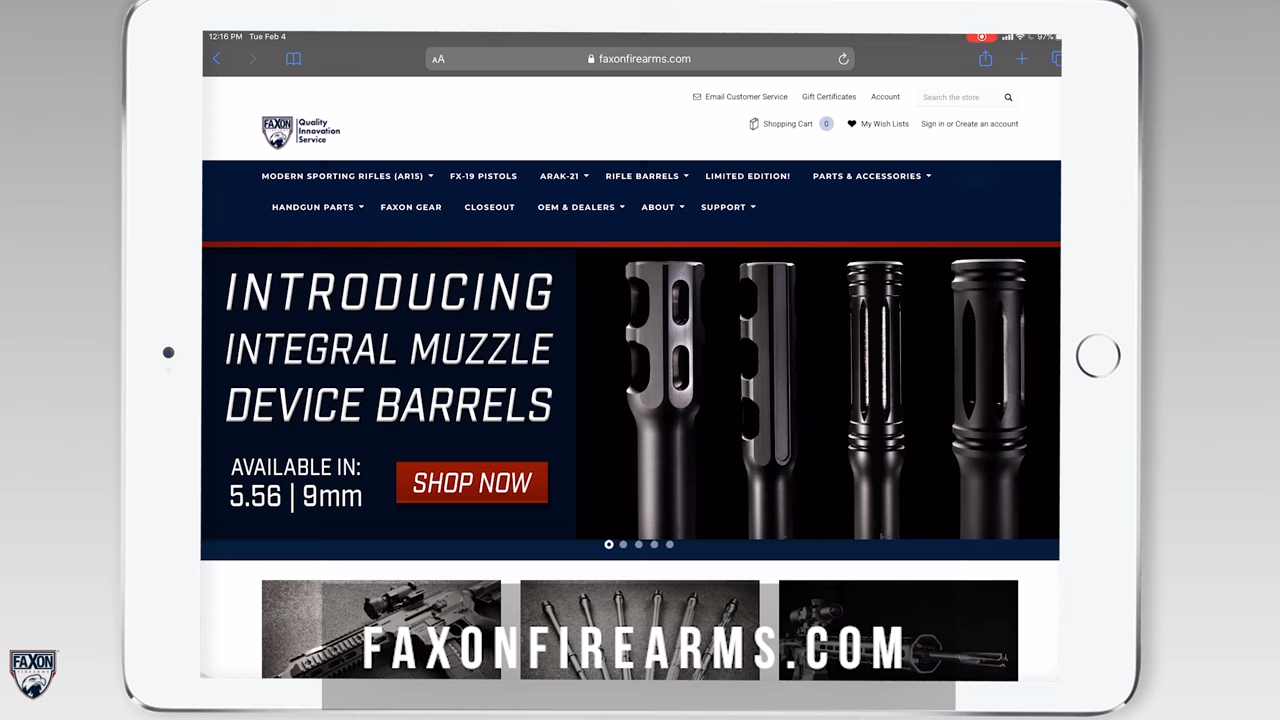 12:16 PM Tue Feb 4
97%
AA
faxonfirearms.com
Email Customer Service
Gift Certificates
Account
Search the store
FAXON
Quality
Innovation
Service
Shopping Cart 0
My Wish Lists
Sign in or Create an account
MODERN SPORTING RIFLES (AR15)
FX-19 PISTOLS
ARAK-21
RIFLE BARRELS
LIMITED EDITION!
PARTS & ACCESSORIES
HANDGUN PARTS
FAXON GEAR
CLOSEOUT
OEM & DEALERS
ABOUT
SUPPORT
INTRODUCING
INTEGRAL MUZZLE
DEVICE BARRELS
AVAILABLE IN:
5.56 | 9mm
SHOP NOW
FAXONFIREARMS.COM
FAXON
FIREARMS